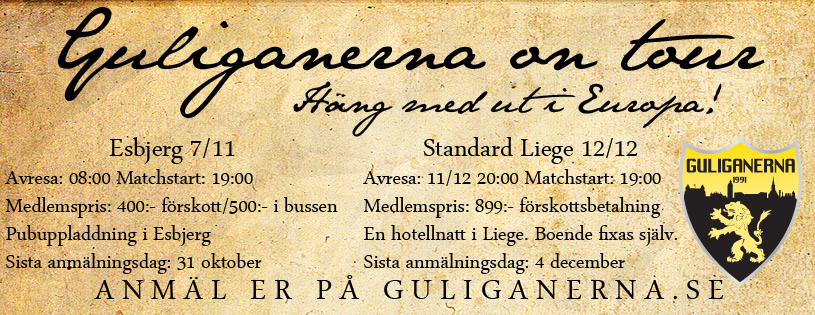 Guliganerna on tour
Häng med ut i Europa!
Esbjerg 7/11
Avresa: 08:00 Matchstart: 19:00
Medlemspris: 400:- förskott/500:- i bussen
Pubuppladdning i Esbjerg
Sista anmälningsdag: 31 oktober
Standard Liege 12/12
Avresa: 11/12 20:00 Matchstart: 19:00
Medlemspris: 899:- förskottsbetalning
En hotellnatt i Liege. Boende fixas själv.
Sista anmälningsdag: 4 december
GULIGANERNA
1991
ANMÄL ER PÅ GULIGANERNA.SE